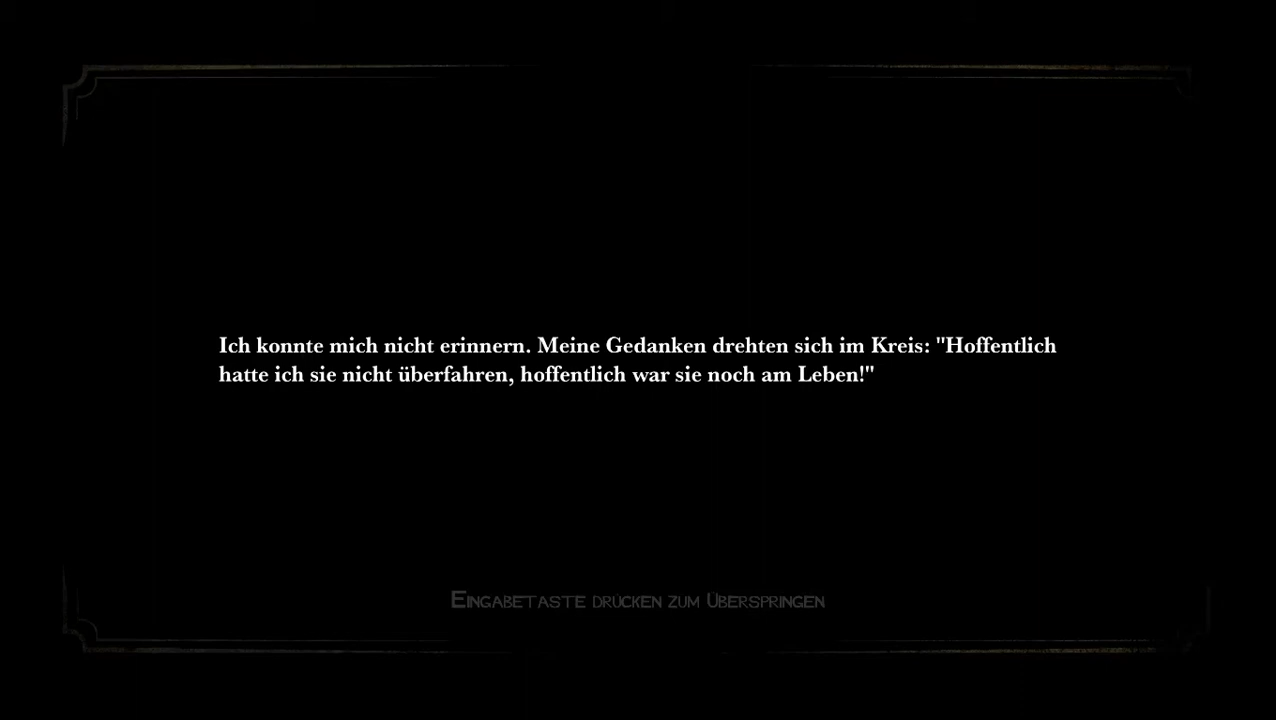 Ich konnte mich nicht erinnern. Meine Gedanken drehten sich im Kreis: "Hoffentlich
hatte ich sie nicht überfahren, hoffentlich war sie noch am Leben!"
Eingabetaste drücken zum Überspringen